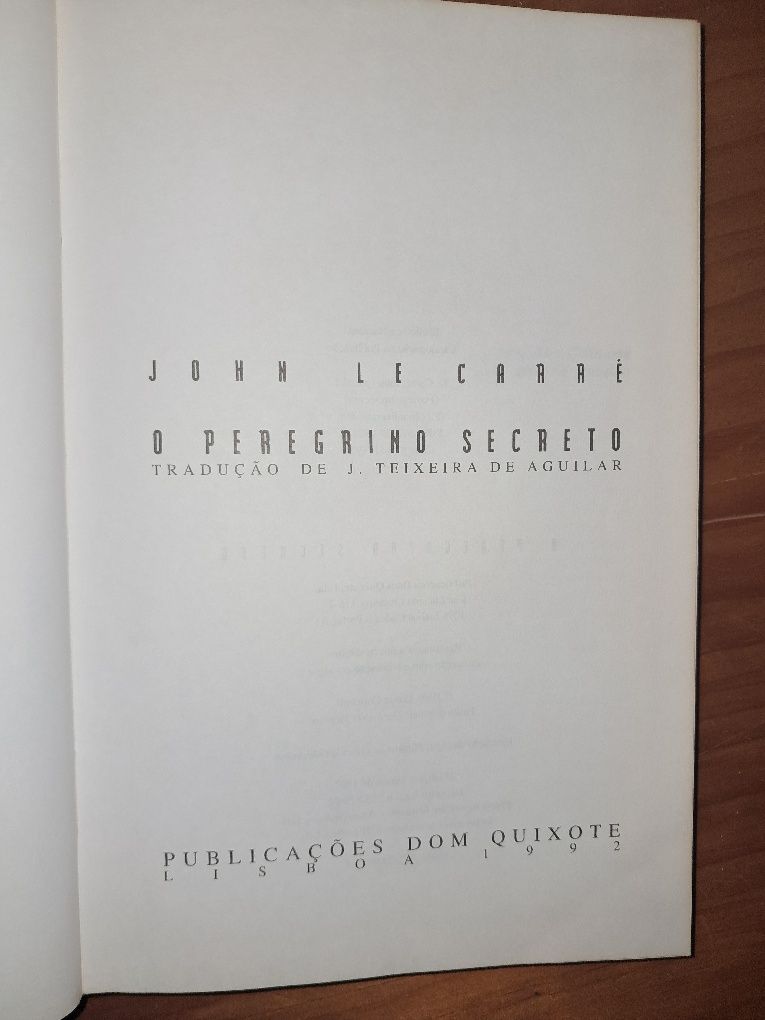 JOHN LE CARRÉ
O PEREGRINO SECRETO
TRADUÇÃO DE J. TEIXEIRA DE AGUILAR
PUBLICAÇÕES DOM QUIXOTE
LISBOA 1992